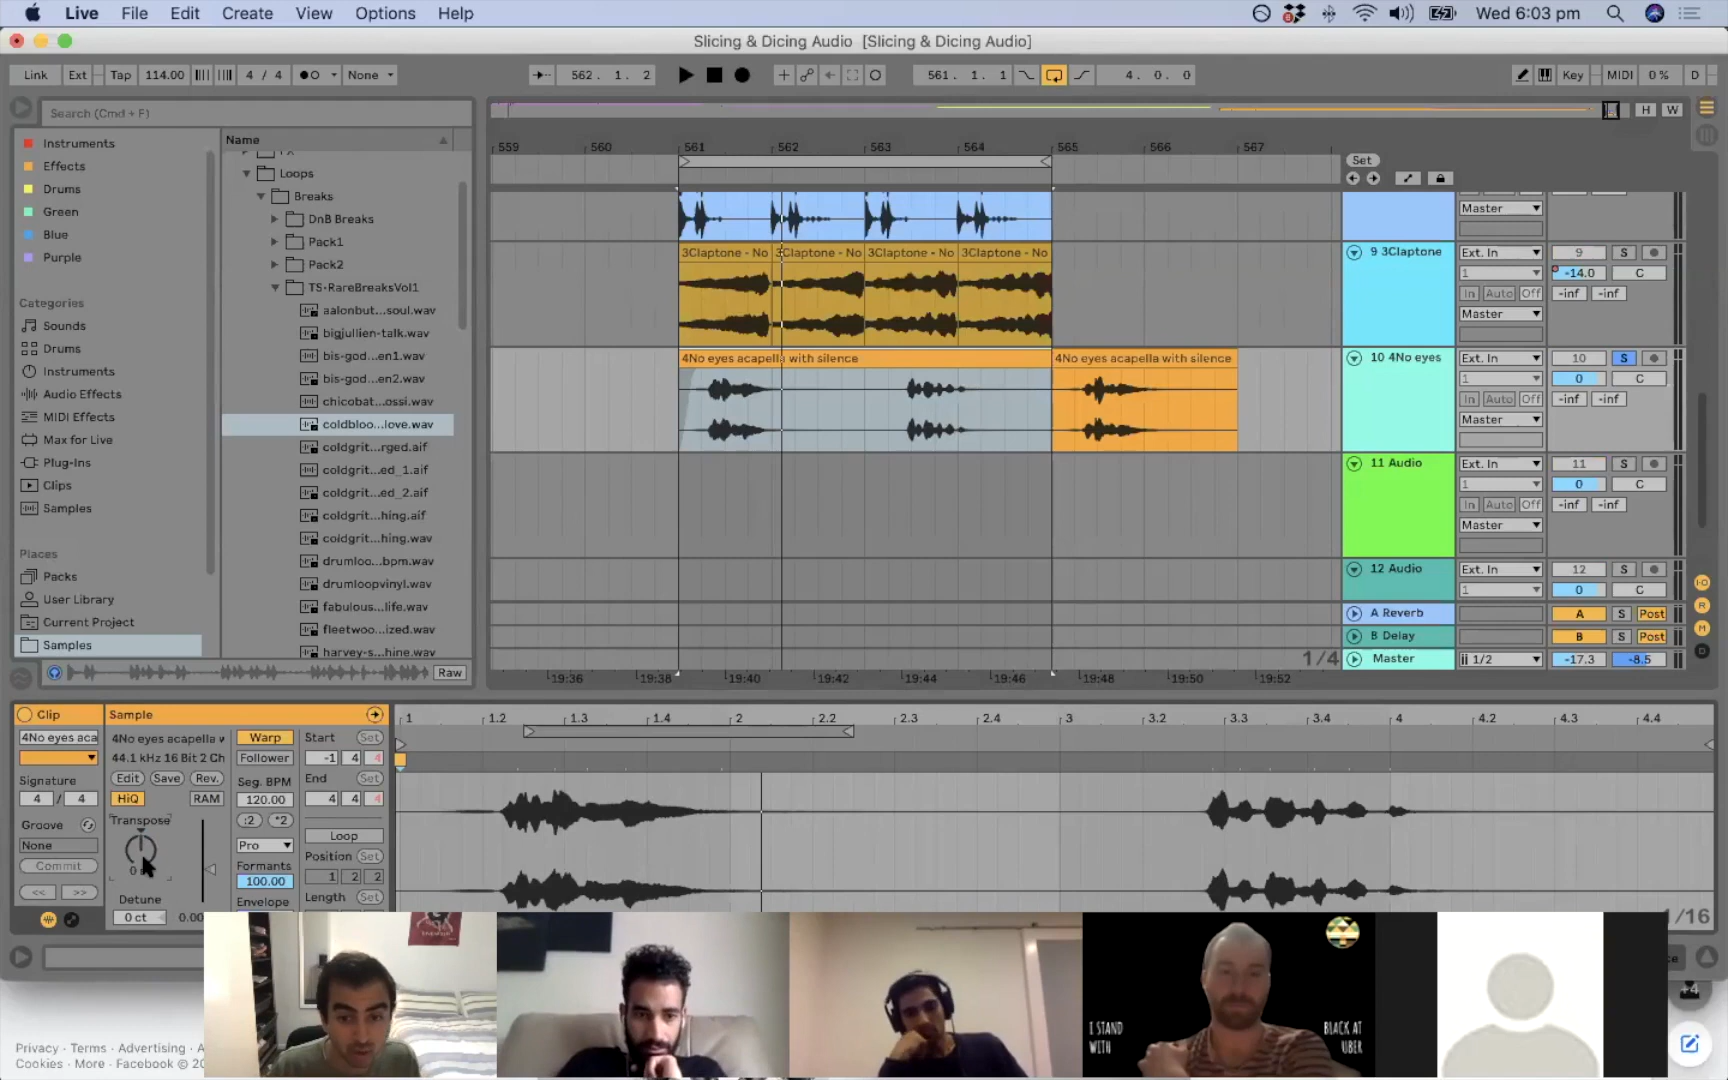 Live File Edit Create View Options Help
Wed 6:03 pm
Slicing & Dicing Audio [Slicing & Dicing Audio]
Link Ext Tap 114.00 4 / 4 None 562. 1. 2 561. 1. 1 4. 0. 0 Key MIDI 0 % D
Search (Cmd + F)
H W
Instruments
Effects
Drums
Green
Blue
Purple
Categories
Sounds
Drums
Instruments
Audio Effects
MIDI Effects
Max for Live
Plug-Ins
Clips
Samples
Places
Packs
User Library
Current Project
Samples
Name
Loops
Breaks
DnB Breaks
Pack1
Pack2
TS-RareBreaksVol1
aalonbut...soul.wav
bigjullien-talk.wav
bis-god...en1.wav
bis-god...en2.wav
chicobat...ossi.wav
coldbloo...love.wav
coldgrit...rged.aif
coldgrit...ed_1.aif
coldgrit...ed_2.aif
coldgrit...hing.aif
coldgrit...hing.wav
drumloo...bpm.wav
drumloopvinyl.wav
fabulous...life.wav
fleetwoo...ized.wav
harvey-s...hine.wav
Raw
559 560 561 562 563 564 565 566 567
Set
Master
3Claptone - No 3Claptone - No 3Claptone - No 3Claptone - No
9 3Claptone Ext. In 9 S
1 -14.0 C
In Auto Off -inf -inf
Master
4No eyes acapella with silence 4No eyes acapella with silence
10 4No eyes Ext. In 10 S
1 0 C
In Auto Off -inf -inf
Master
11 Audio Ext. In 11 S
1 0 C
In Auto Off -inf -inf
Master
12 Audio Ext. In 12 S
1 0 C
A Reverb A S Post
B Delay B S Post
1/4 Master 1/2 -17.3 -8.5
I-O
R
M
D
19:36 19:38 19:40 19:42 19:44 19:46 19:48 19:50 19:52
Clip
4No eyes aca
Signature
4 / 4
Groove
None
Commit
<< >>
Sample
4No eyes acapella w
44.1 kHz 16 Bit 2 Ch
Edit Save Rev.
HiQ RAM
Transpose
Detune
0 ct 0.00
Warp
Follower
Seg. BPM
120.00
:2 *2
Pro
Formants
100.00
Envelope
Start Set
-1 4 4
End Set
4 4 4
Loop
Position Set
1 2 2
Length Set
1 1.2 1.3 1.4 2 2.2 2.3 2.4 3 3.2 3.3 3.4 4 4.2 4.3 4.4
1/16
I STAND
WITH
BLACK AT
UBER
+4
Privacy · Terms · Advertising · A
Cookies · More · Facebook © 20